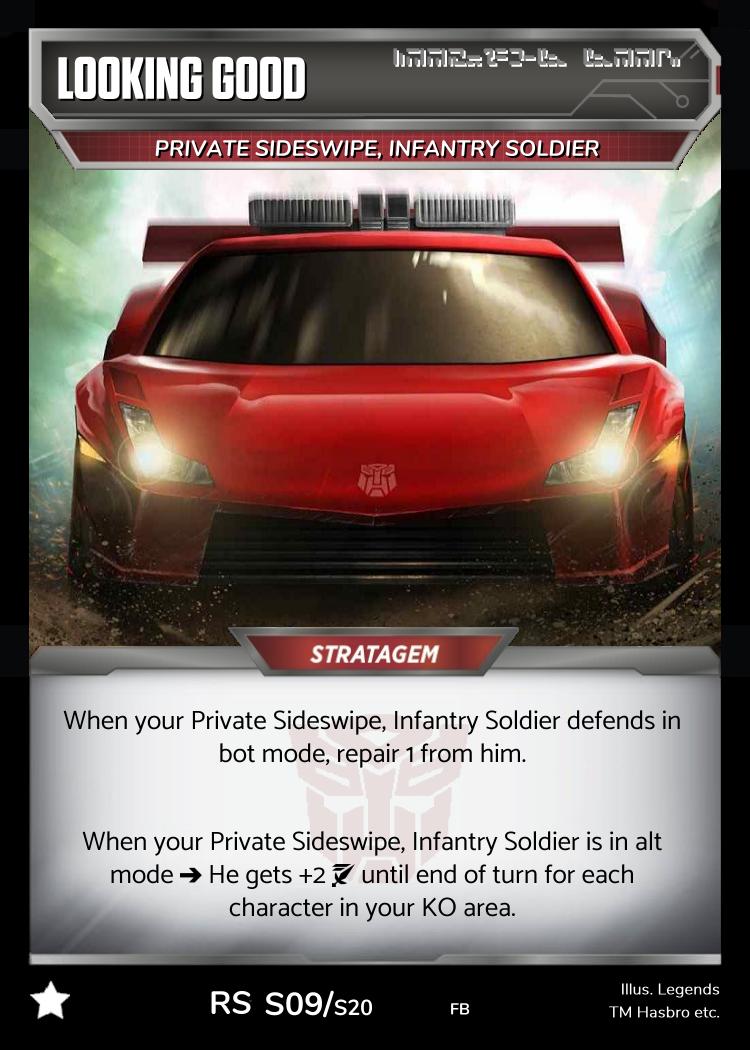 LOOKING GOOD
PRIVATE SIDESWIPE, INFANTRY SOLDIER
STRATAGEM
When your Private Sideswipe, Infantry Soldier defends in
bot mode, repair 1 from him.
When your Private Sideswipe, Infantry Soldier is in alt
mode ➔ He gets +2 until end of turn for each
character in your KO area.
RS S09/S20
FB
Illus. Legends
TM Hasbro etc.